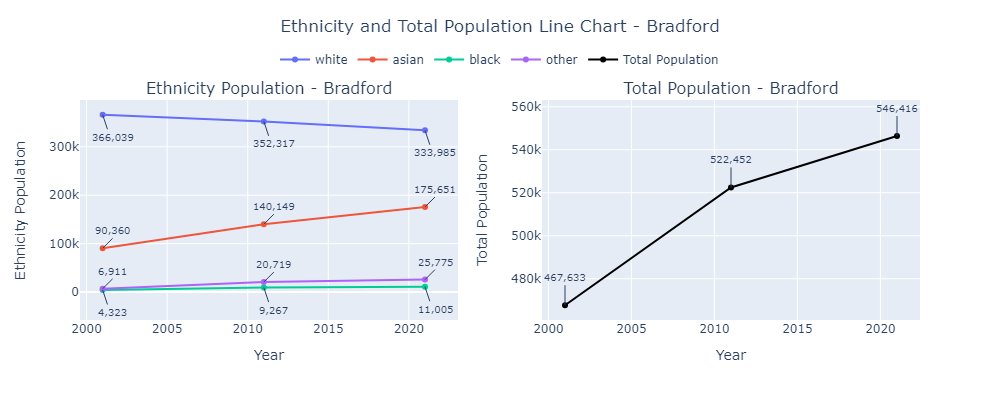 Ethnicity and Total Population Line Chart - Bradford
white asian black other Total Population
Ethnicity Population - Bradford
Ethnicity Population
300k
200k
100k
0
366,039
352,317
333,985
90,360
140,149
175,651
6,911
20,719
25,775
4,323
9,267
11,005
2000 2005 2010 2015 2020
Year
Total Population - Bradford
Total Population
560k
540k
520k
500k
480k
467,633
522,452
546,416
2000 2005 2010 2015 2020
Year